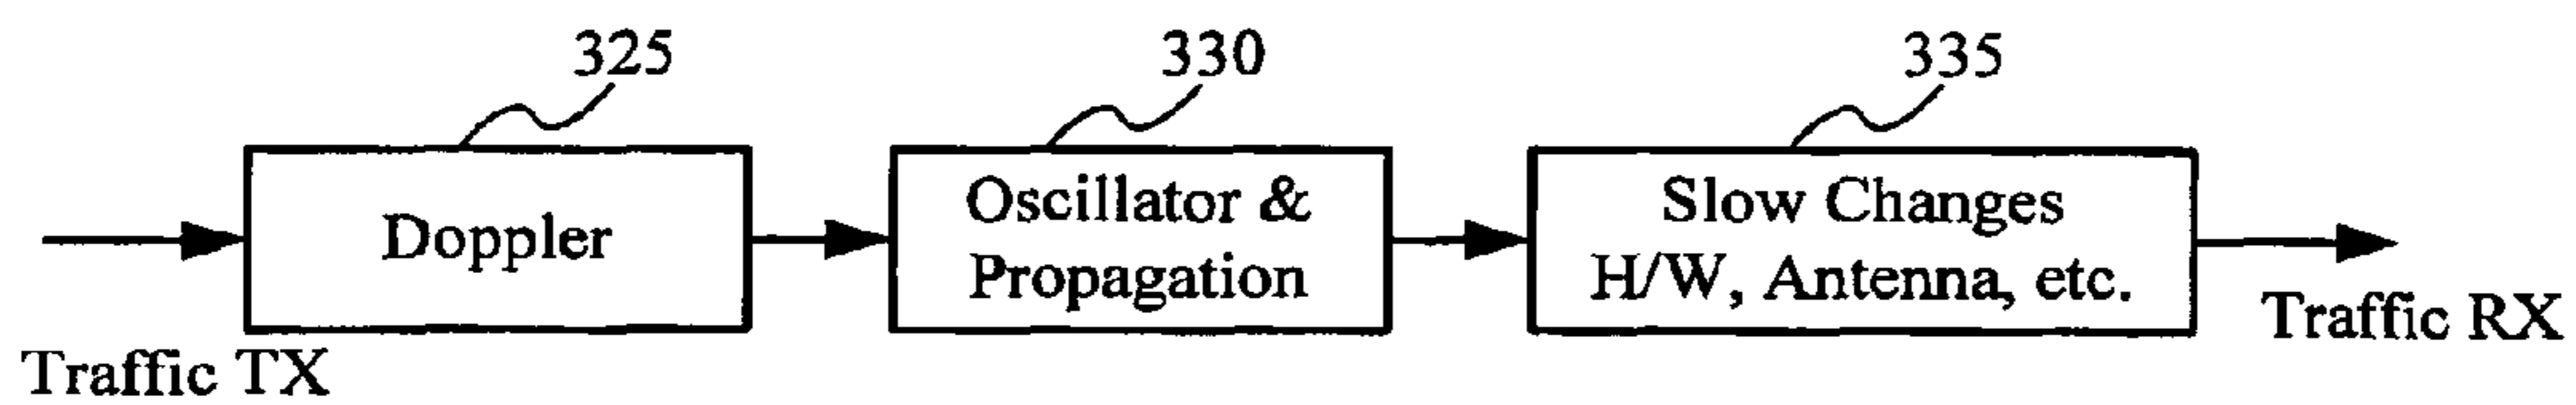 325
330
335
Doppler
Oscillator &
Propagation
Slow Changes
H/W, Antenna, etc.
Traffic TX
Traffic RX